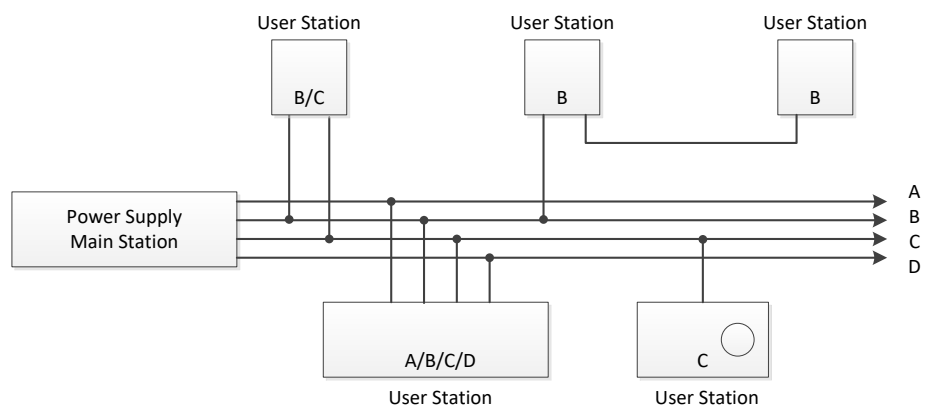 User Station
User Station
User Station
B/C
B
B
Power Supply
Main Station
A
B
C
D
A/B/C/D
C
User Station
User Station